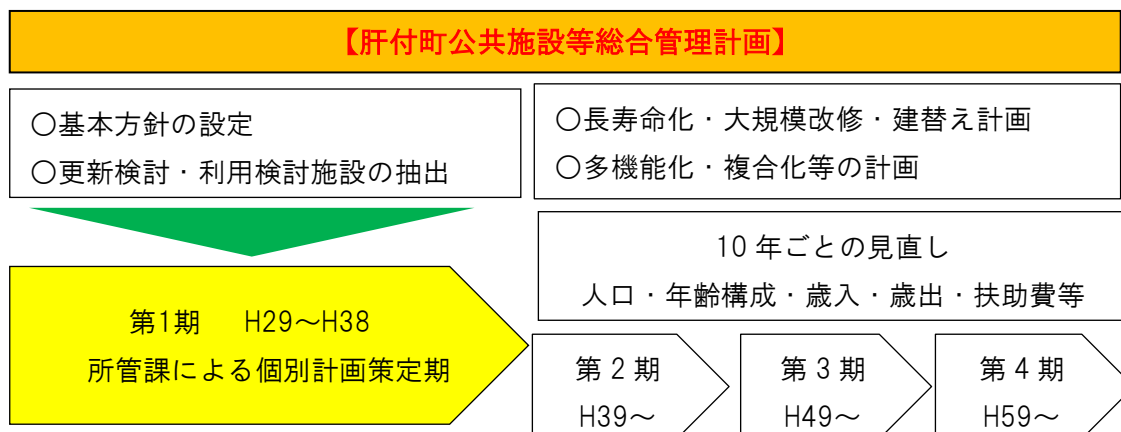 【肝付町公共施設等総合管理計画】
〇基本方針の設定
〇更新検討・利用検討施設の抽出
〇長寿命化・大規模改修・建替え計画
〇多機能化・複合化等の計画
10年ごとの見直し
人口・年齢構成・歳入・歳出・扶助費等
第1期 H29～H38
所管課による個別計画策定期
第2期
H39～
第3期
H49～
第4期
H59～